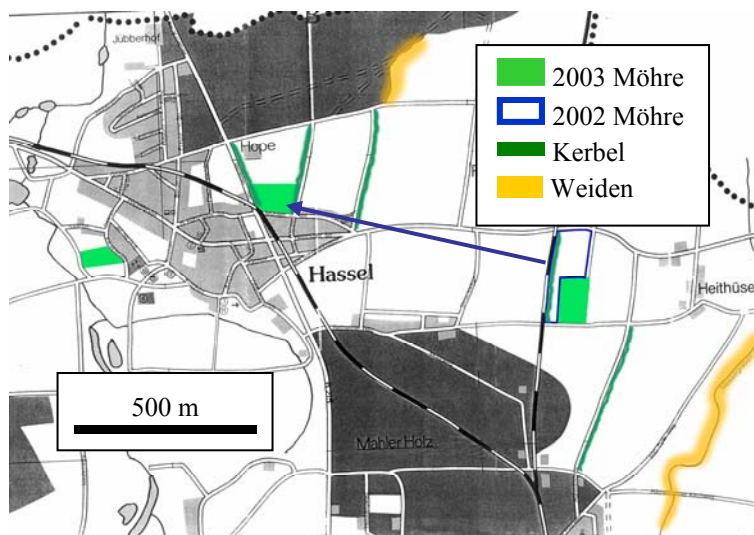 Jübberhof
2003 Möhre
2002 Möhre
Kerbel
Weiden
Hope
Hassel
Heithüse
500 m
Mahler Holz